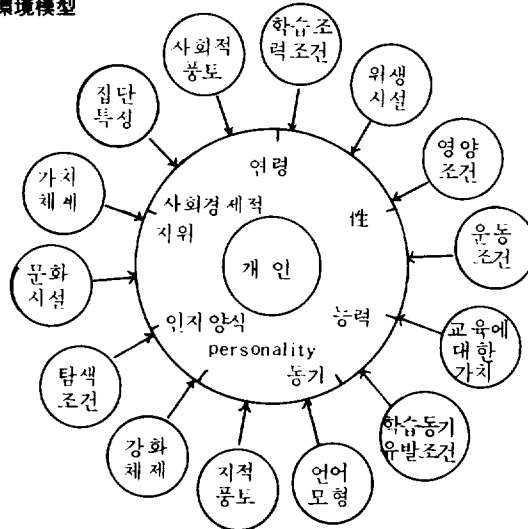 環境模型
사회적
풍토
학습조
력조건
위생
시설
집단
특성
영양
조건
가치
체제
운동
조건
문화
시설
교육에
대한
가치
탐색
조건
학습동기
유발조건
강화
체제
지적
풍토
언어
모형
연령
사회경제적
지위
性
개인
인지양식
능력
personality
동기